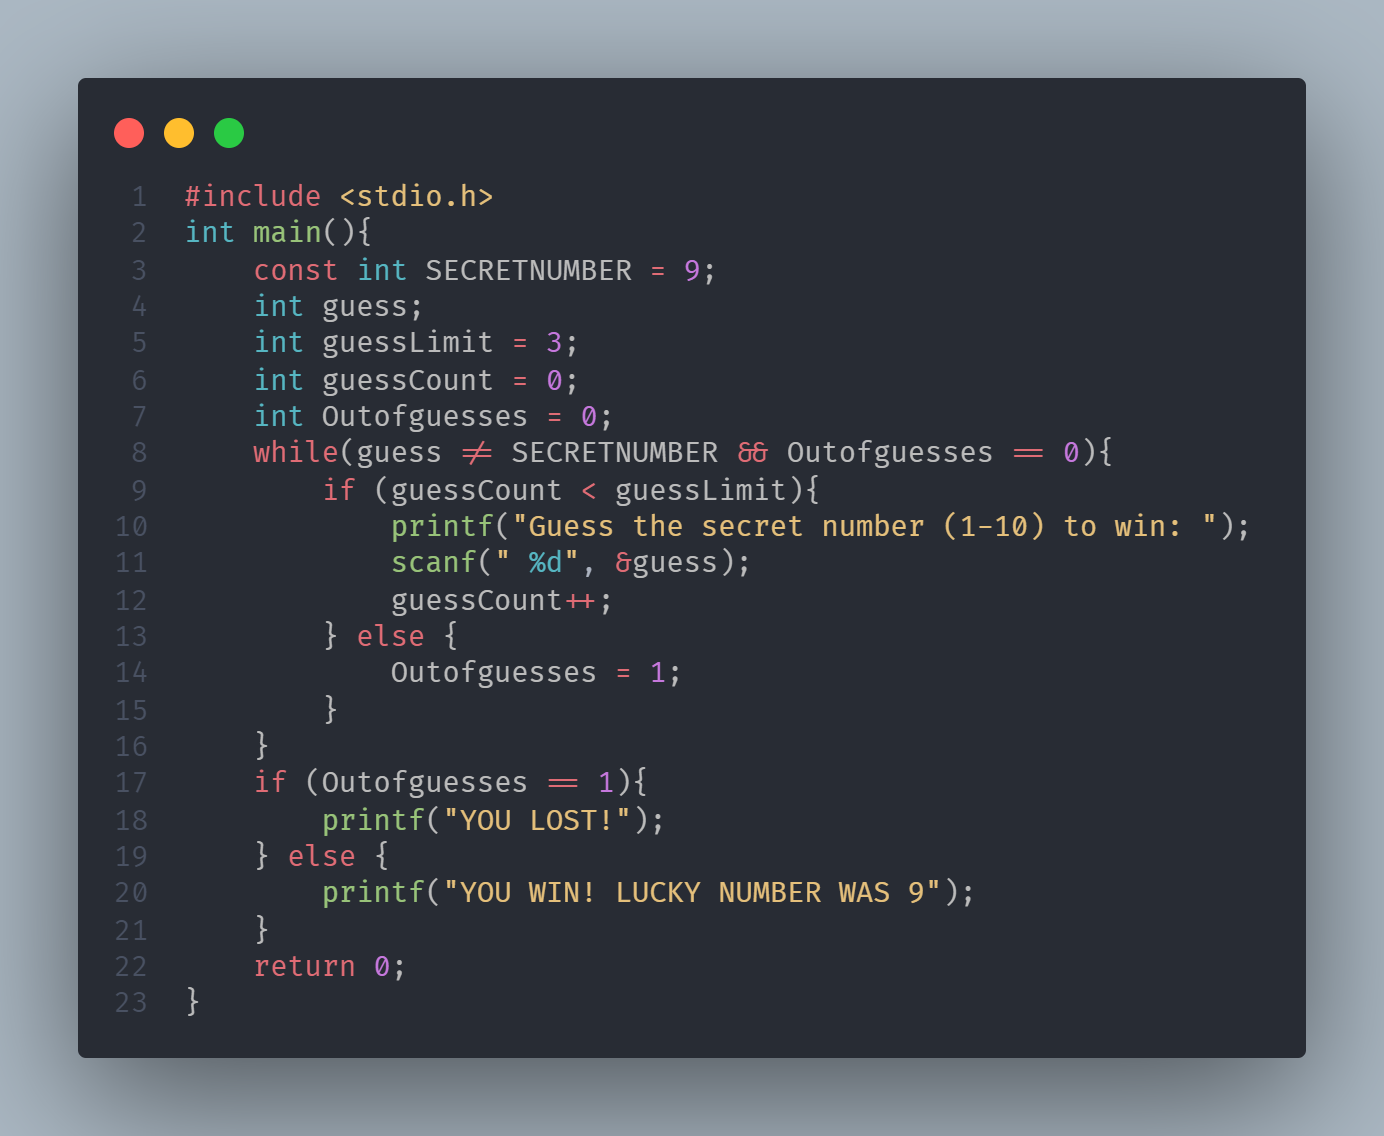 1 #include <stdio.h>
2 int main(){
3     const int SECRETNUMBER = 9;
4     int guess;
5     int guessLimit = 3;
6     int guessCount = 0;
7     int Outofguesses = 0;
8     while(guess != SECRETNUMBER && Outofguesses == 0){
9         if (guessCount < guessLimit){
10             printf("Guess the secret number (1-10) to win: ");
11             scanf(" %d", &guess);
12             guessCount++;
13         } else {
14             Outofguesses = 1;
15         }
16     }
17     if (Outofguesses == 1){
18         printf("YOU LOST!");
19     } else {
20         printf("YOU WIN! LUCKY NUMBER WAS 9");
21     }
22     return 0;
23 }